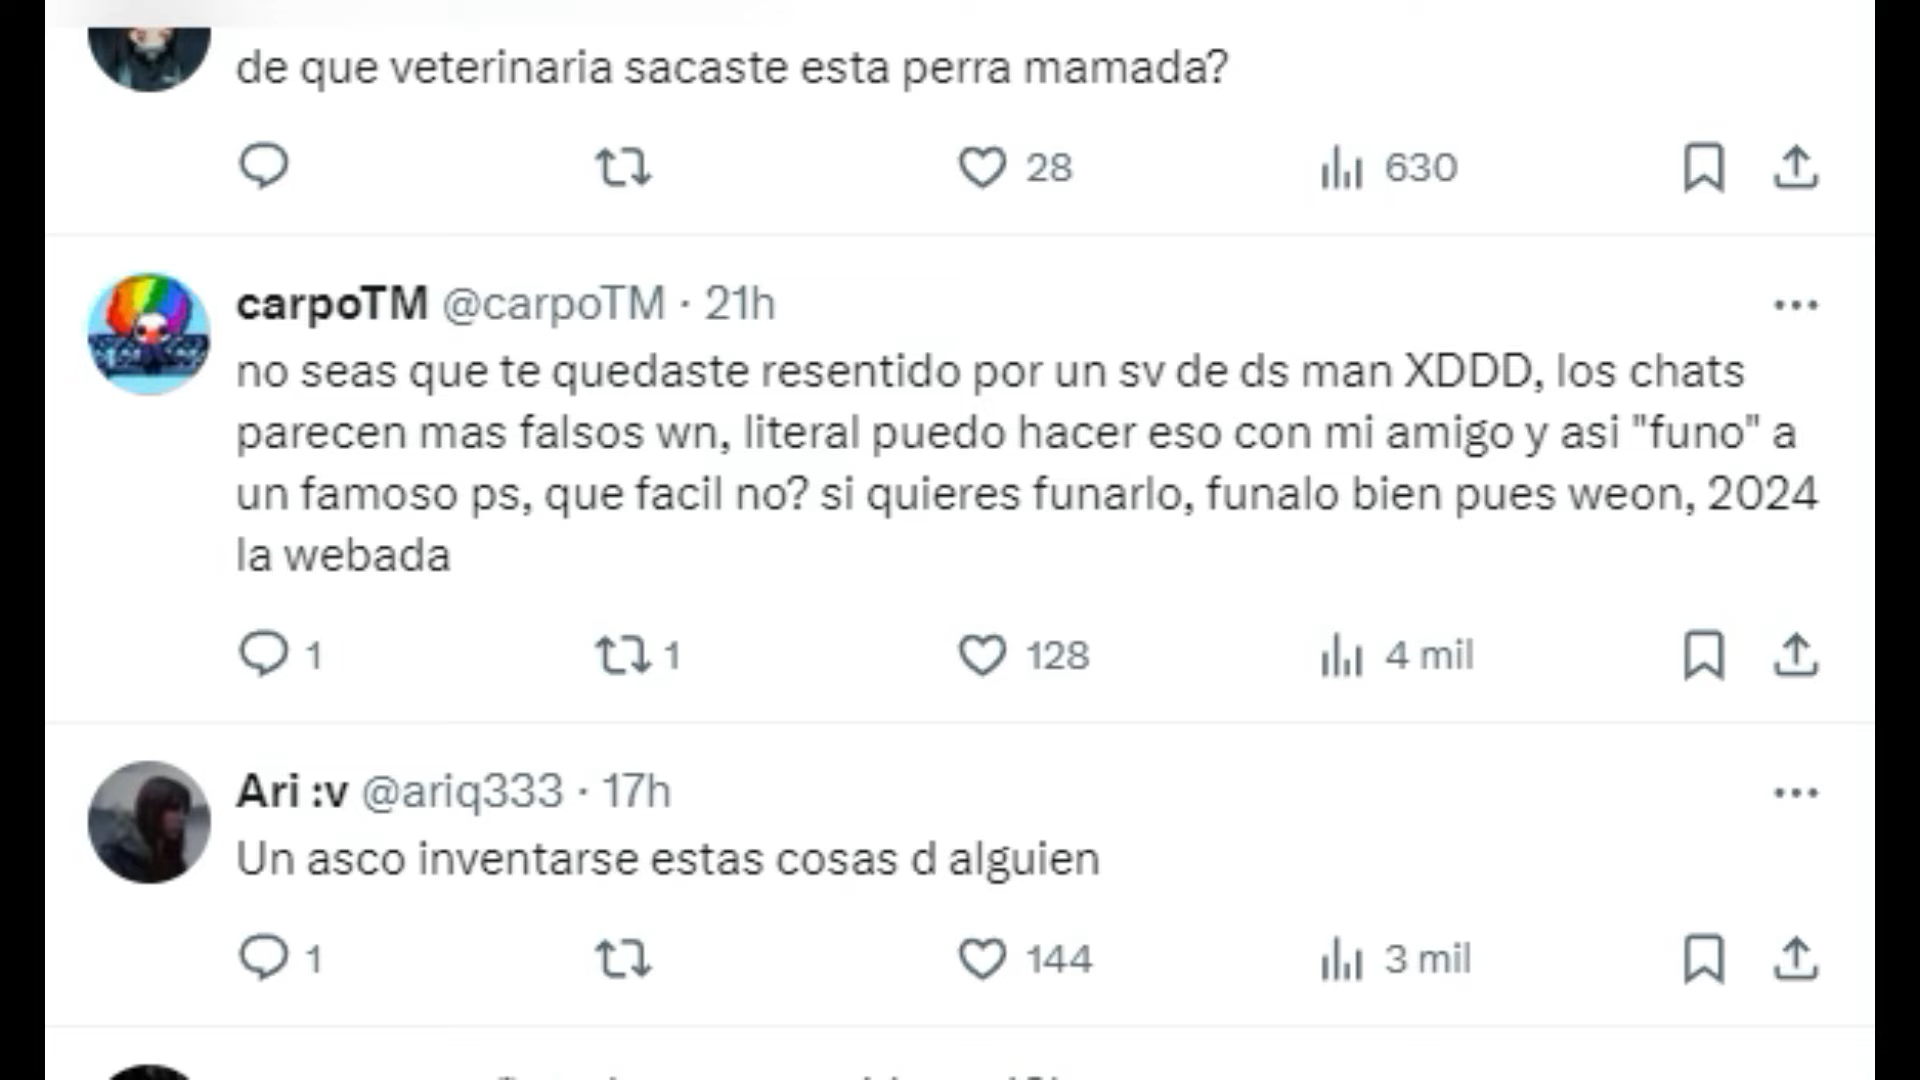 de que veterinaria sacaste esta perra mamada?
28 630
carpoTM @carpoTM · 21h
no seas que te quedaste resentido por un sv de ds man XDDD, los chats
parecen mas falsos wn, literal puedo hacer eso con mi amigo y asi "funo" a
un famoso ps, que facil no? si quieres funarlo, funalo bien pues weon, 2024
la webada
1 1 128 4 mil
Ari :v @ariq333 · 17h
Un asco inventarse estas cosas d alguien
1 144 3 mil